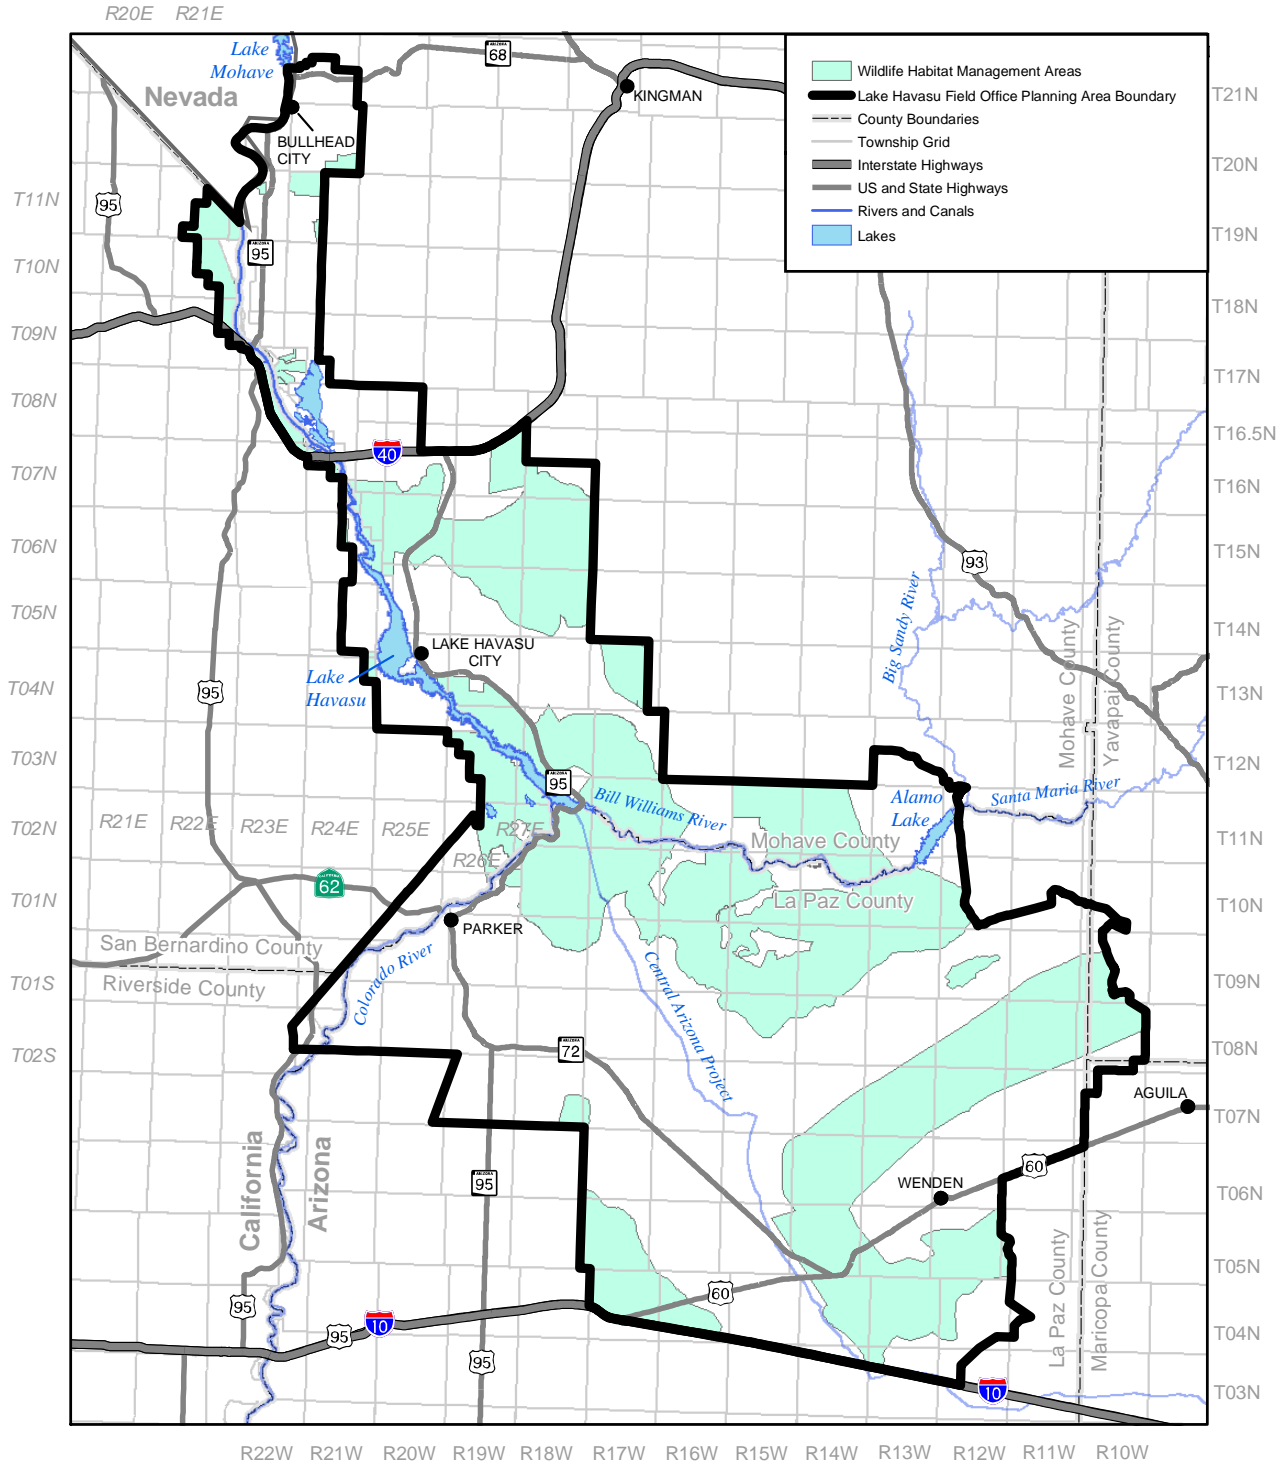 R20E R21E
Lake
Mohave
Nevada
ARIZONA
68
KINGMAN
BULLHEAD
CITY
Wildlife Habitat Management Areas
Lake Havasu Field Office Planning Area Boundary
County Boundaries
Township Grid
Interstate Highways
US and State Highways
Rivers and Canals
Lakes
T21N
T20N
T19N
T18N
T17N
T16.5N
T16N
T15N
T14N
T13N
T12N
T11N
T10N
T09N
T08N
T07N
T06N
T05N
T04N
T03N
T11N
T10N
T09N
T08N
T07N
T06N
T05N
T04N
T03N
T02N
T01N
T01S
T02S
95
ARIZONA
95
40
93
Big Sandy River
Mohave County
Yavapai County
LAKE HAVASU
CITY
Lake
Havasu
95
ARIZONA
95
Bill Williams River
Alamo
Lake
Santa Maria River
R21E R22E R23E R24E R25E R27E
R26E
Mohave County
La Paz County
CALIFORNIA
62
PARKER
San Bernardino County
Riverside County
Colorado River
Central Arizona Project
ARIZONA
72
AGUILA
California
Arizona
ARIZONA
95
60
WENDEN
La Paz County
Maricopa County
95
60
10
95
95
10
R22W R21W R20W R19W R18W R17W R16W R15W R14W R13W R12W R11W R10W